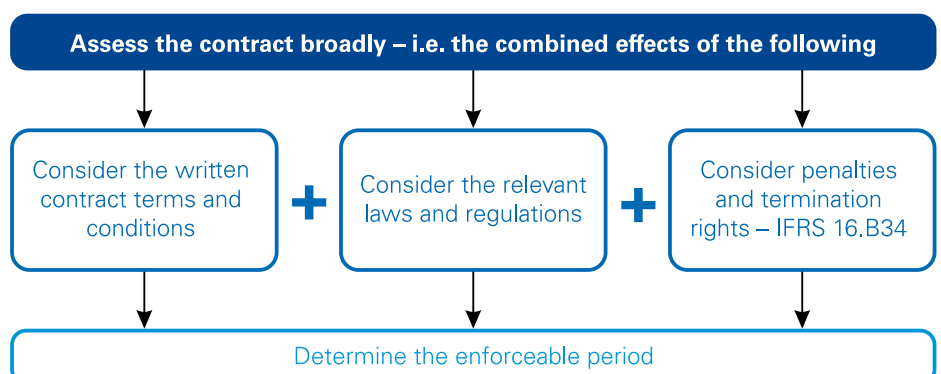 Assess the contract broadly – i.e. the combined effects of the following
Consider the written
contract terms and
conditions
+
Consider the relevant
laws and regulations
+
Consider penalties
and termination
rights – IFRS 16.B34
Determine the enforceable period